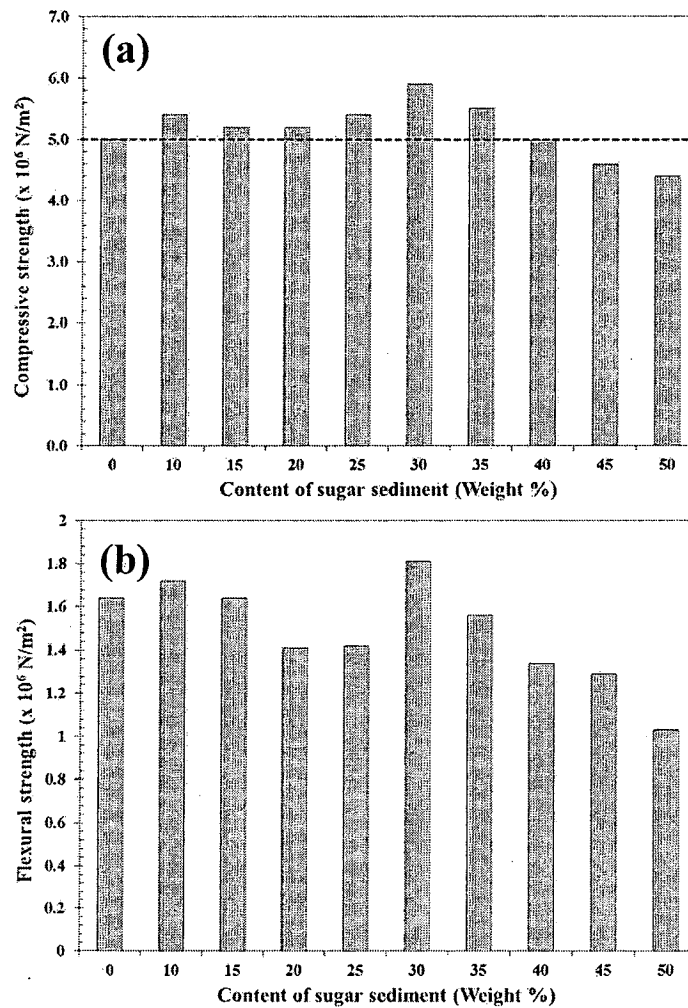 (a)
Compressive strength (x 10⁶ N/m²)
7.0
6.0
5.0
4.0
3.0
2.0
1.0
0.0
0 10 15 20 25 30 35 40 45 50
Content of sugar sediment (Weight %)
(b)
Flexural strength (x 10⁶ N/m²)
2
1.8
1.6
1.4
1.2
1
0.8
0.6
0.4
0.2
0
0 10 15 20 25 30 35 40 45 50
Content of sugar sediment (Weight %)